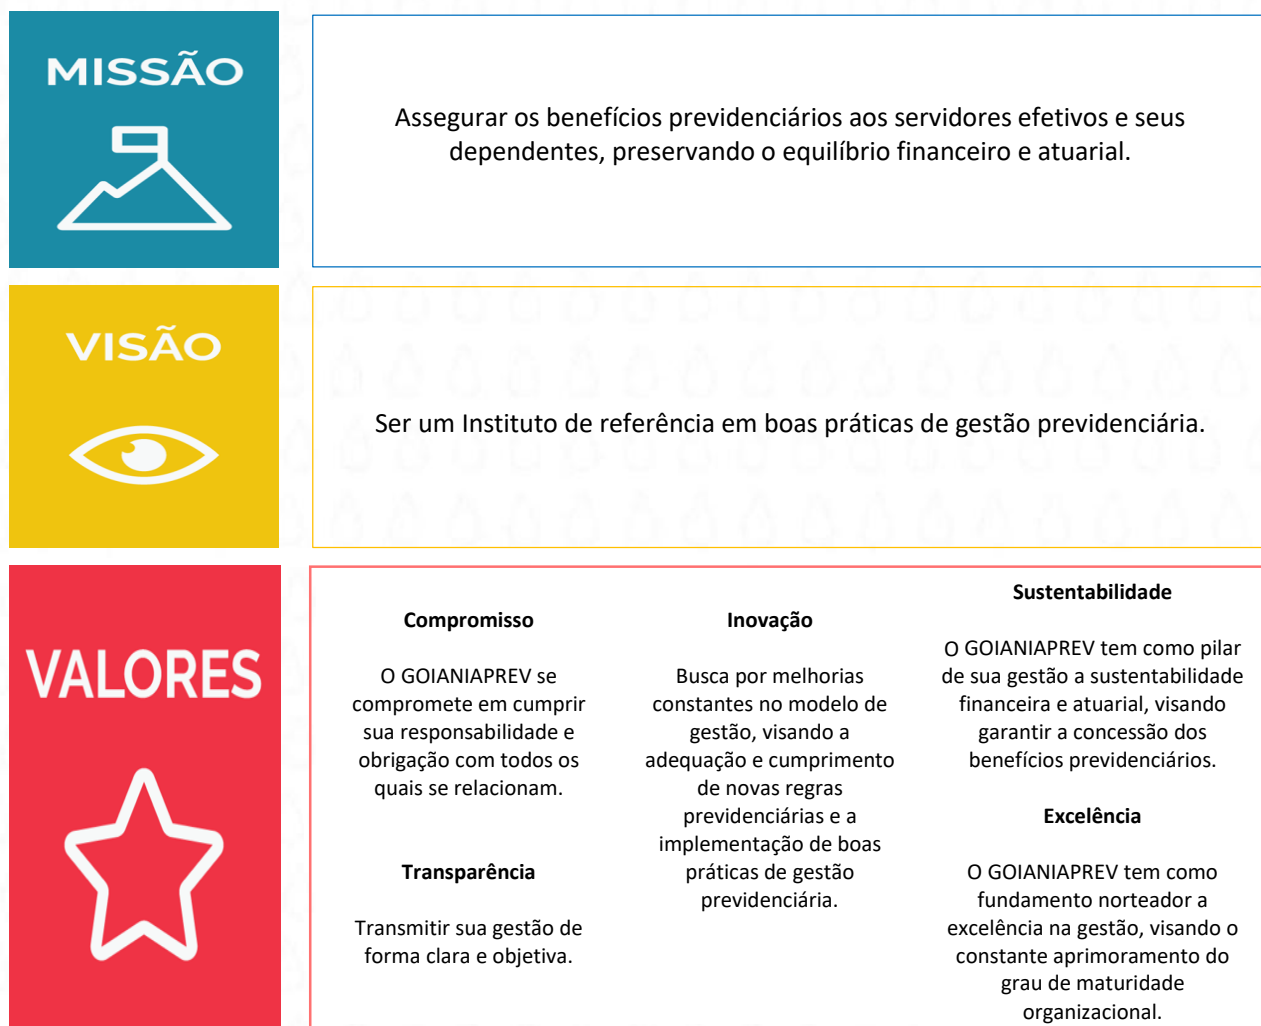 MISSÃO
Assegurar os benefícios previdenciários aos servidores efetivos e seus
dependentes, preservando o equilíbrio financeiro e atuarial.
VISÃO
Ser um Instituto de referência em boas práticas de gestão previdenciária.
VALORES
Compromisso
O GOIANIAPREV se
compromete em cumprir
sua responsabilidade e
obrigação com todos os
quais se relacionam.
Transparência
Transmitir sua gestão de
forma clara e objetiva.
Inovação
Busca por melhorias
constantes no modelo de
gestão, visando a
adequação e cumprimento
de novas regras
previdenciárias e a
implementação de boas
práticas de gestão
previdenciária.
Sustentabilidade
O GOIANIAPREV tem como pilar
de sua gestão a sustentabilidade
financeira e atuarial, visando
garantir a concessão dos
benefícios previdenciários.
Excelência
O GOIANIAPREV tem como
fundamento norteador a
excelência na gestão, visando o
constante aprimoramento do
grau de maturidade
organizacional.